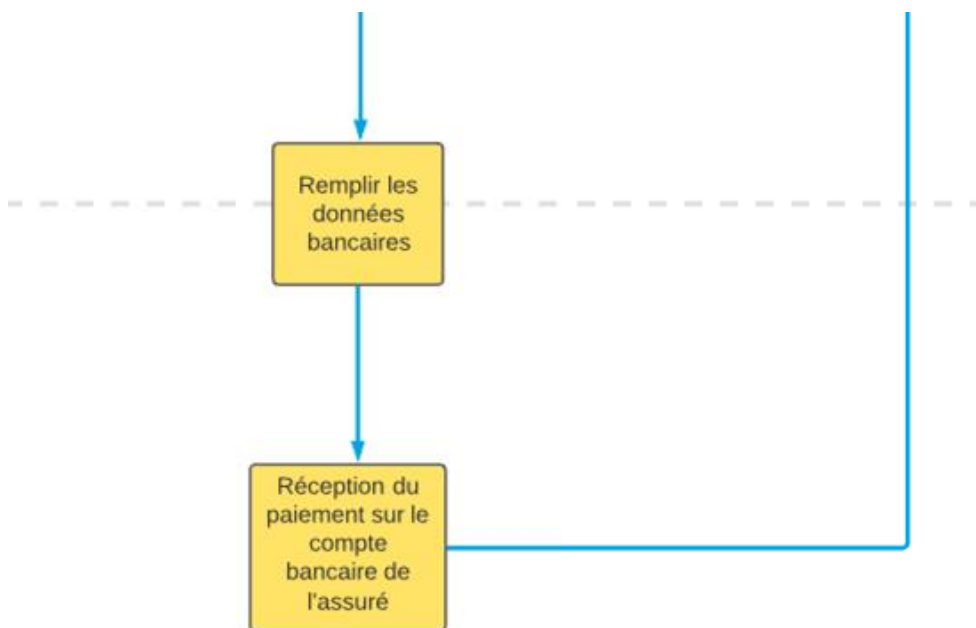 Remplir les
données
bancaires
Réception du
paiement sur le
compte
bancaire de
l'assuré